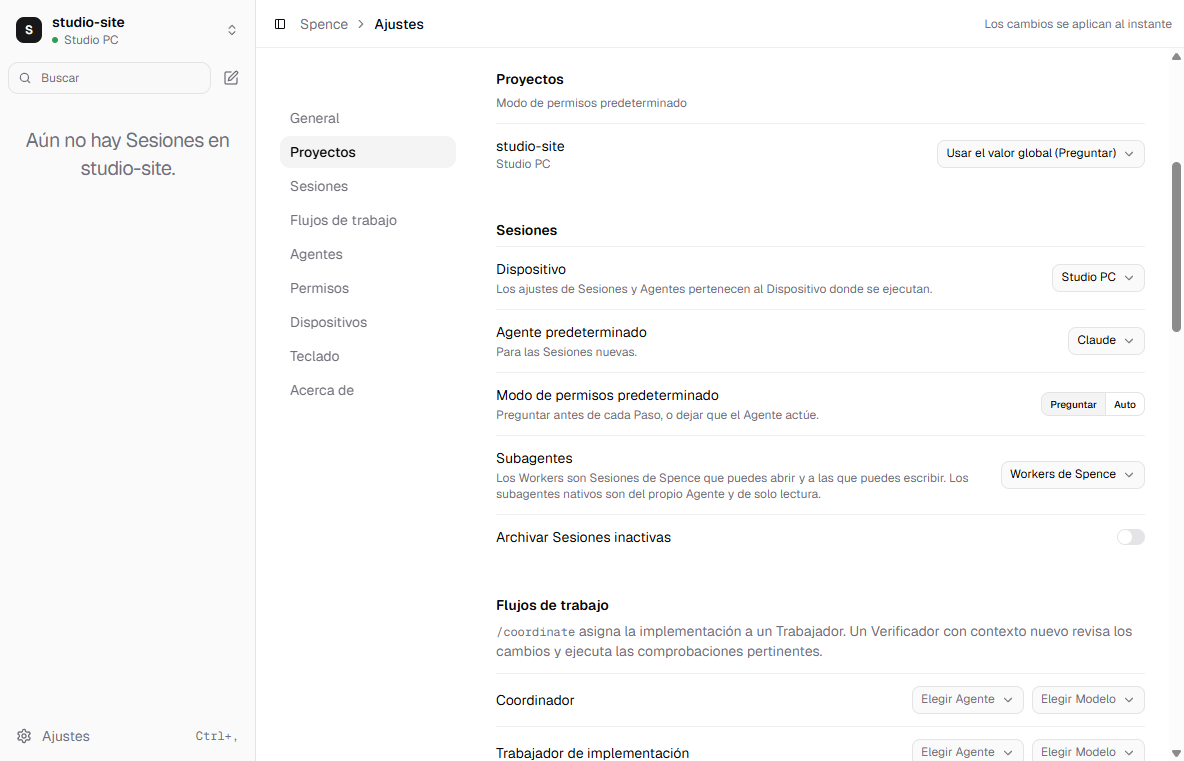 S
studio-site
Studio PC
Buscar
Aún no hay Sesiones en
studio-site.
Ajustes
Ctrl+,
Spence > Ajustes
Los cambios se aplican al instante
General
Proyectos
Sesiones
Flujos de trabajo
Agentes
Permisos
Dispositivos
Teclado
Acerca de
Proyectos
Modo de permisos predeterminado
studio-site
Studio PC
Usar el valor global (Preguntar)
Sesiones
Dispositivo
Los ajustes de Sesiones y Agentes pertenecen al Dispositivo donde se ejecutan.
Studio PC
Agente predeterminado
Para las Sesiones nuevas.
Claude
Modo de permisos predeterminado
Preguntar antes de cada Paso, o dejar que el Agente actúe.
Preguntar Auto
Subagentes
Los Workers son Sesiones de Spence que puedes abrir y a las que puedes escribir. Los
subagentes nativos son del propio Agente y de solo lectura.
Workers de Spence
Archivar Sesiones inactivas
Flujos de trabajo
/coordinate asigna la implementación a un Trabajador. Un Verificador con contexto nuevo revisa los
cambios y ejecuta las comprobaciones pertinentes.
Coordinador
Elegir Agente Elegir Modelo
Trabajador de implementación
Elegir Agente Elegir Modelo